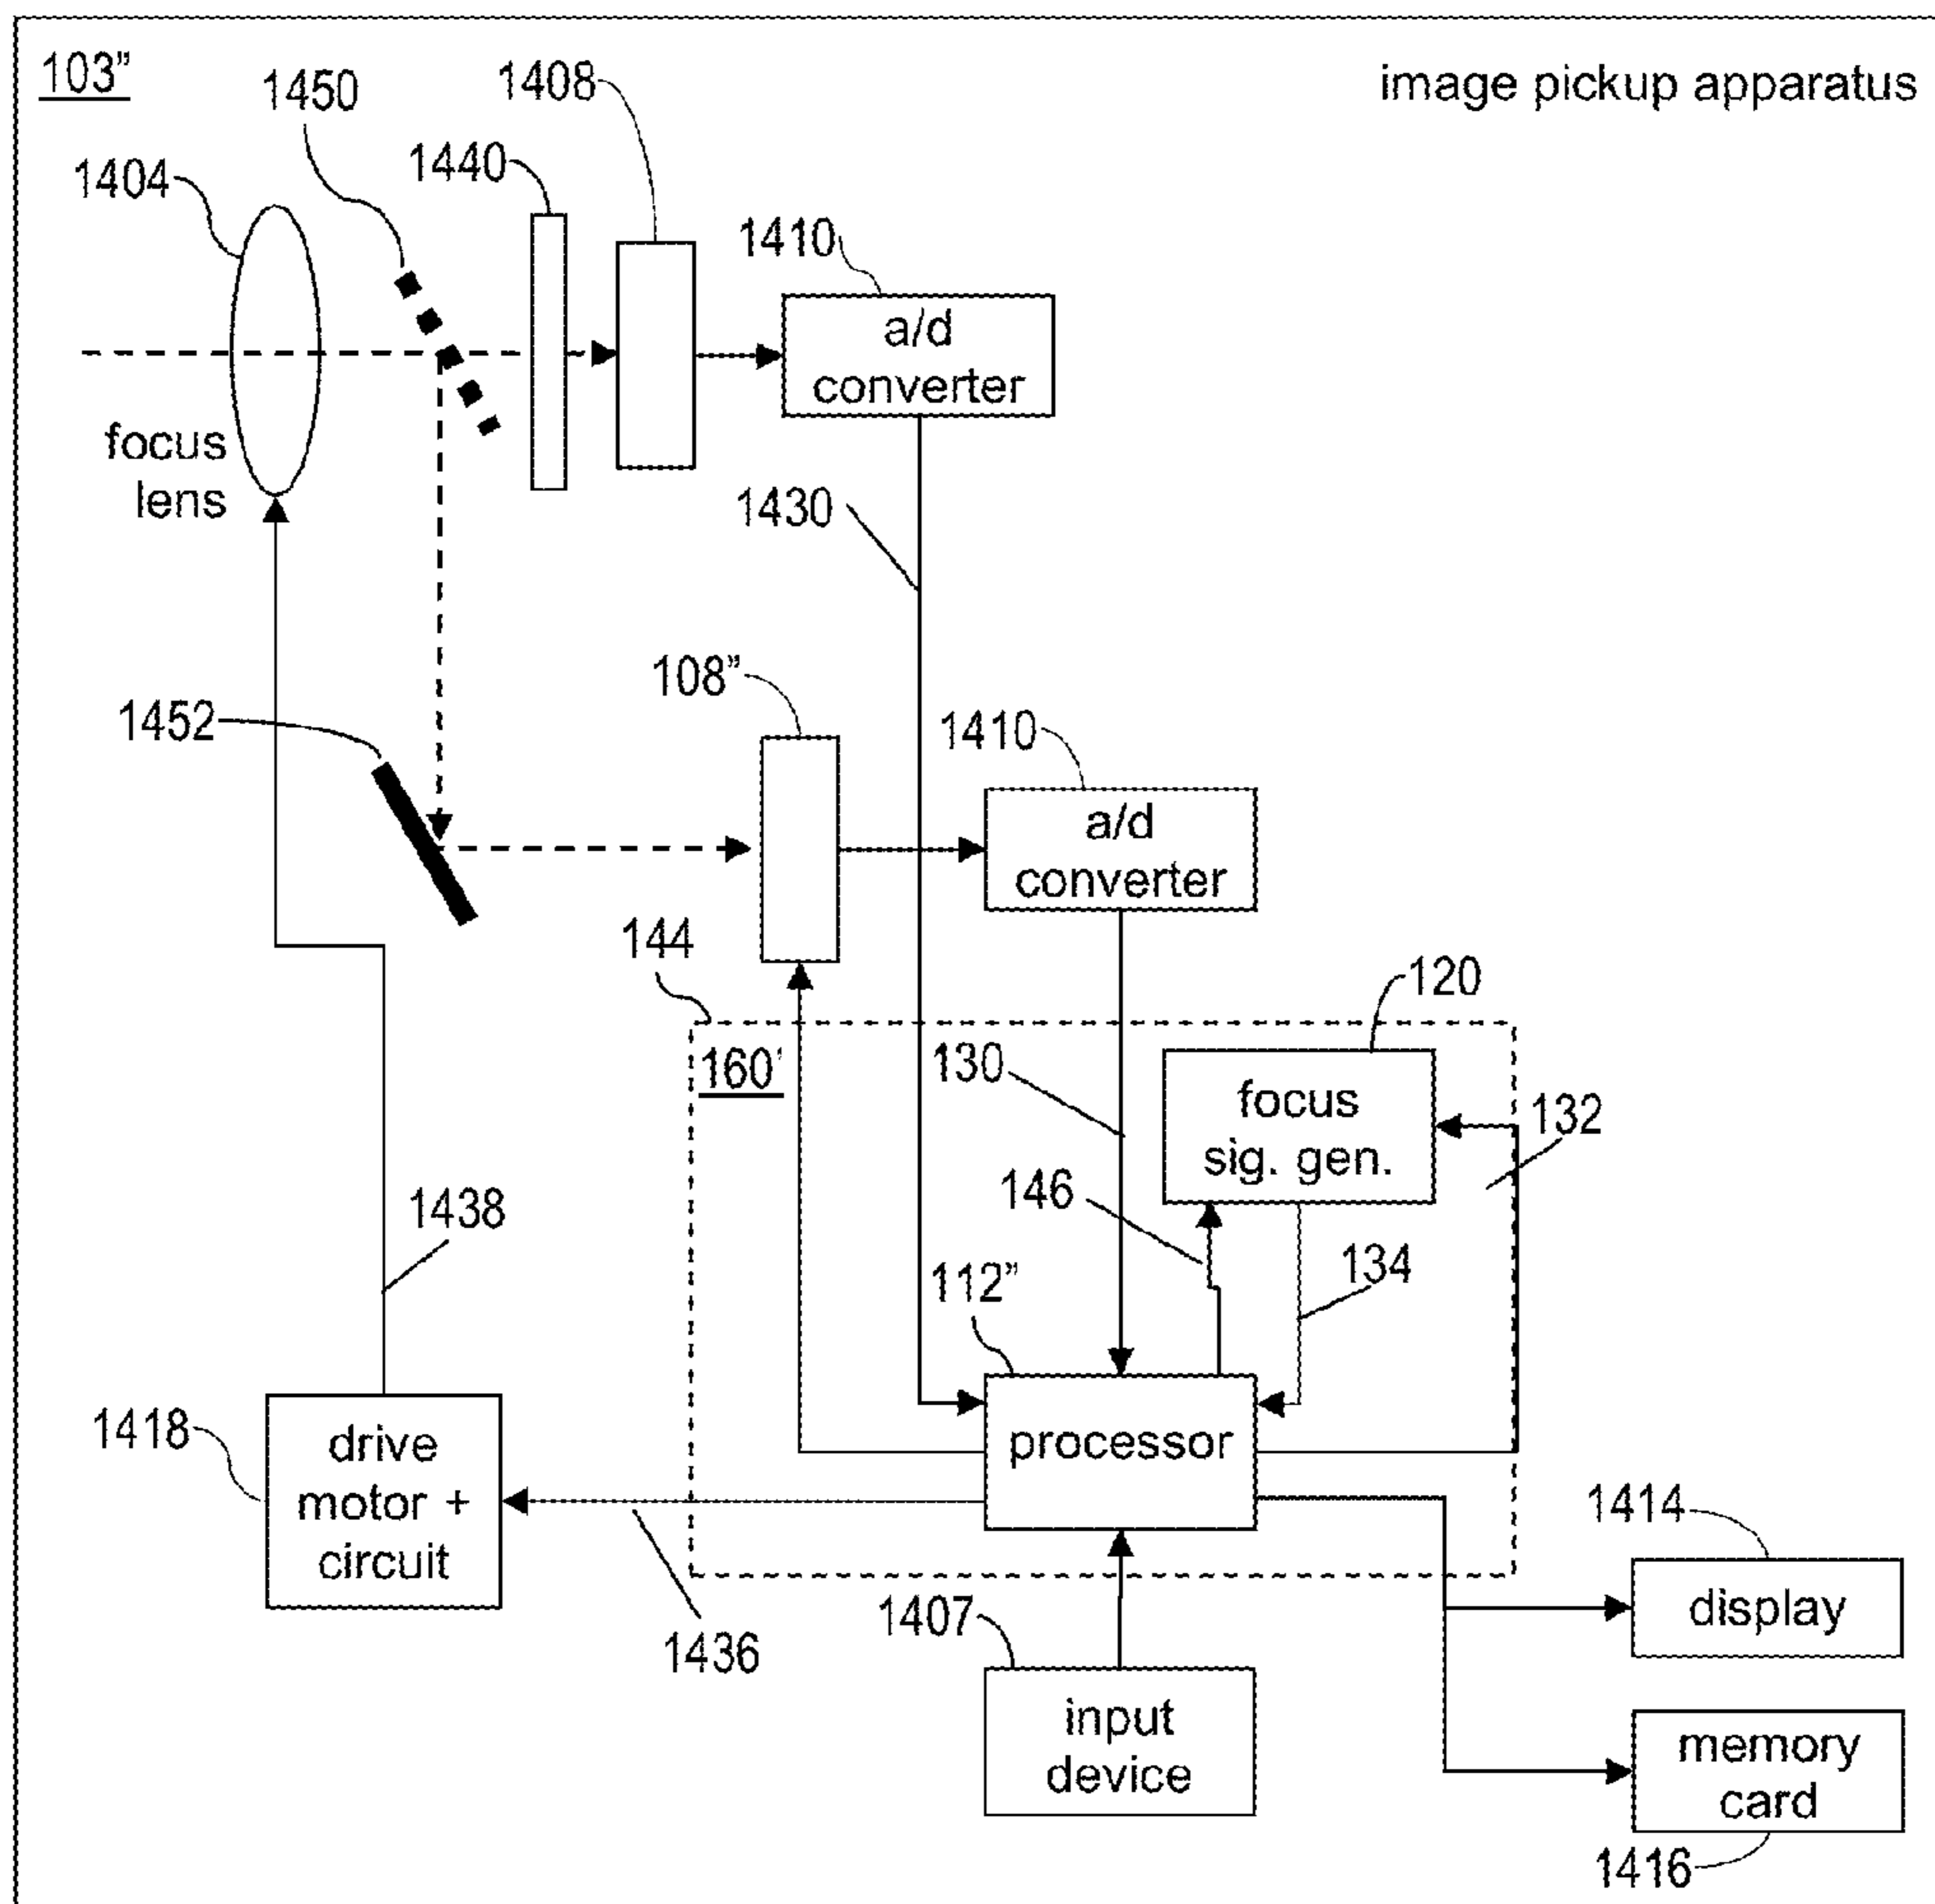 103”
image pickup apparatus
1450
1408
1440
1404
1410
a/d
converter
focus
lens
1430
108”
1452
1410
a/d
converter
144
120
160'
130
focus
sig. gen.
132
146
1438
134
112”
1418
drive
motor +
circuit
processor
1414
display
1407
1436
input
device
memory
card
1416